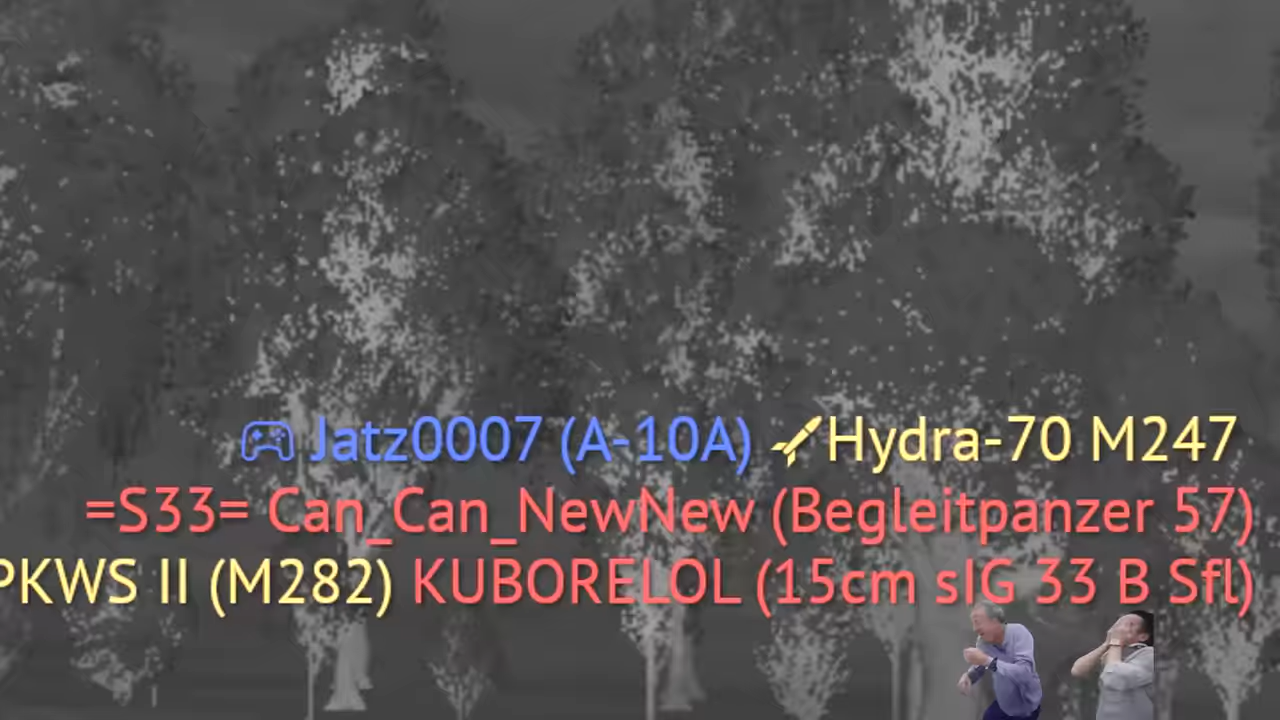 Jatz0007 (A-10A) Hydra-70 M247
=S33= Can_Can_NewNew (Begleitpanzer 57)
PKWS II (M282) KUBORELOL (15cm sIG 33 B Sfl)